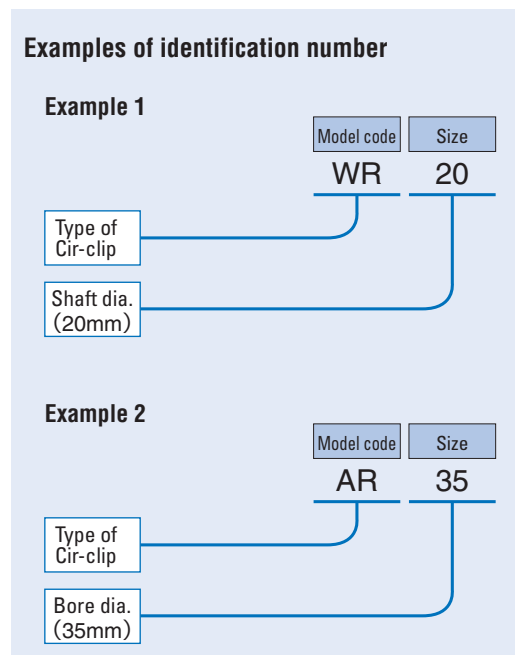 Examples of identification number
Example 1
Model code Size
WR 20
Type of
Cir-clip
Shaft dia.
(20mm)
Example 2
Model code Size
AR 35
Type of
Cir-clip
Bore dia.
(35mm)